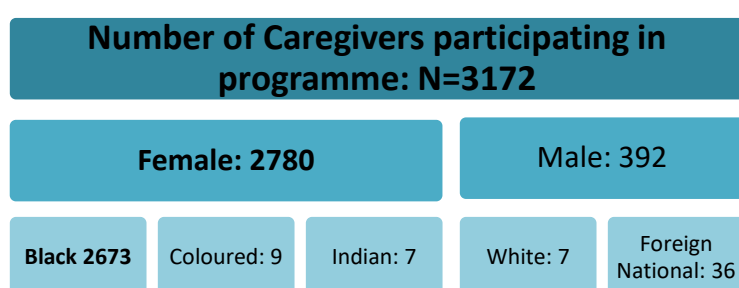 Number of Caregivers participating in
programme: N=3172
Female: 2780
Male: 392
Black 2673
Coloured: 9
Indian: 7
White: 7
Foreign
National: 36